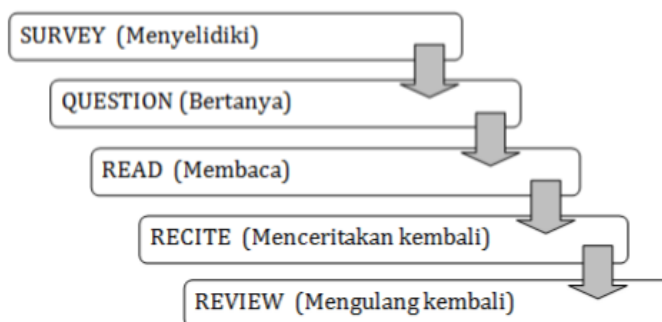 SURVEY (Menyelidiki)
QUESTION (Bertanya)
READ (Membaca)
RECITE (Menceritakan kembali)
REVIEW (Mengulang kembali)